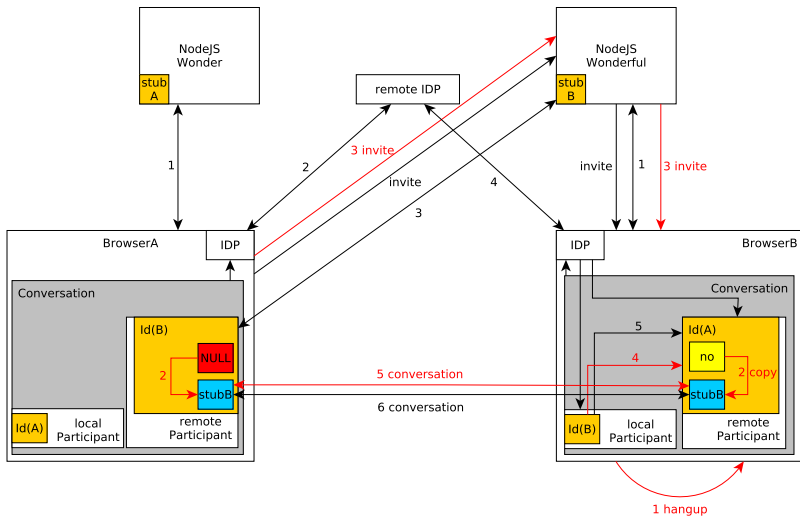 NodeJS
Wonder
stub
A
NodeJS
Wonderful
stub
B
remote IDP
1
2
3 invite
invite
3
4
invite
1
3 invite
BrowserA
IDP
IDP
BrowserB
Conversation
Conversation
Id(B)
NULL
2
stubB
Id(A)
local
Participant
remote
Participant
5 conversation
6 conversation
5
4
Id(A)
no
2 copy
stubB
Id(B)
local
Participant
remote
Participant
1 hangup